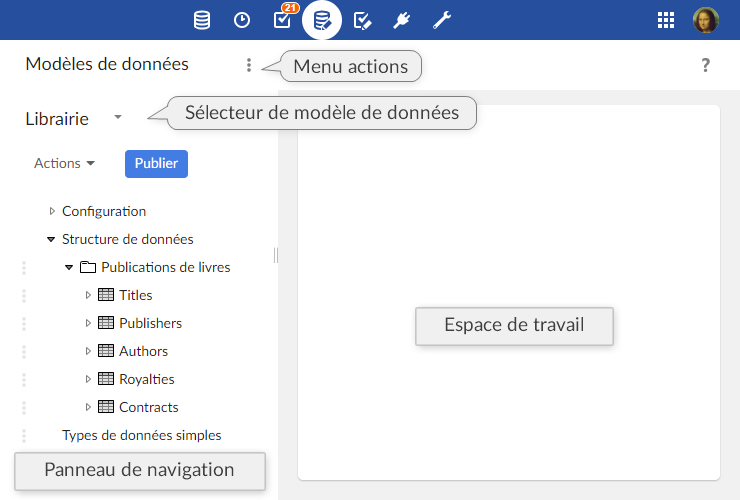 21
Modèles de données
Menu actions
?
Librairie
Sélecteur de modèle de données
Actions
Publier
Configuration
Structure de données
Publications de livres
Titles
Publishers
Authors
Royalties
Contracts
Types de données simples
Espace de travail
Panneau de navigation